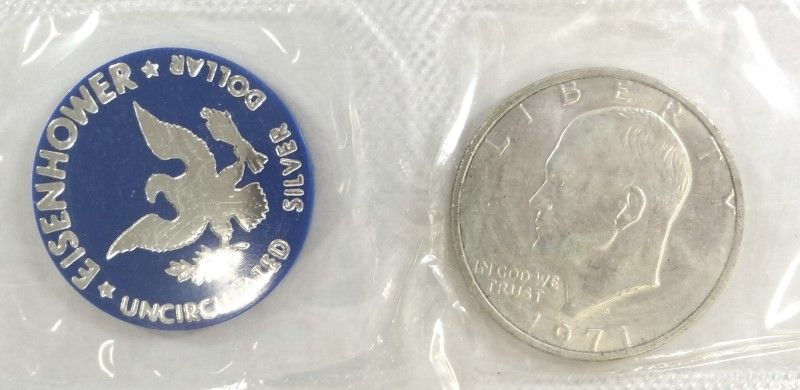 ★ EISENHOWER ★
UNCIRCULATED SILVER DOLLAR
LIBERTY
IN GOD WE
TRUST
1971